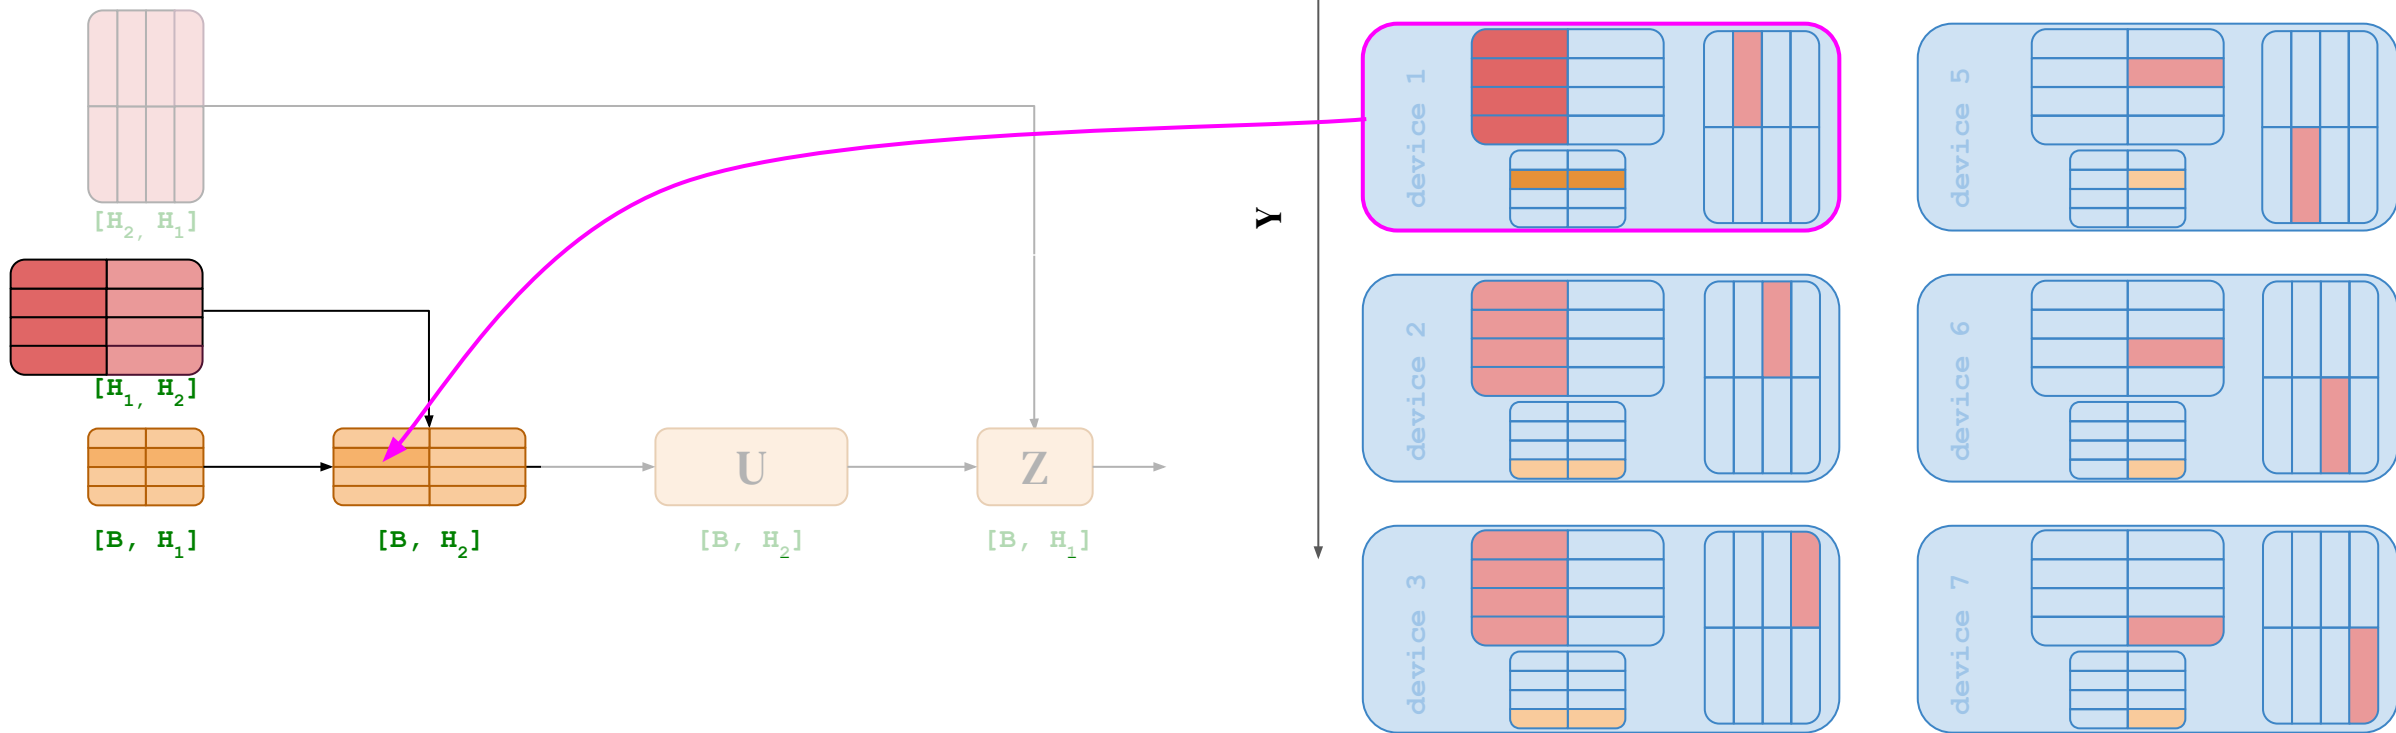 [H2, H1]
[H1, H2]
[B, H1]
[B, H2]
U
[B, H2]
Z
[B, H1]
Y
device 1
device 2
device 3
device 5
device 6
device 7